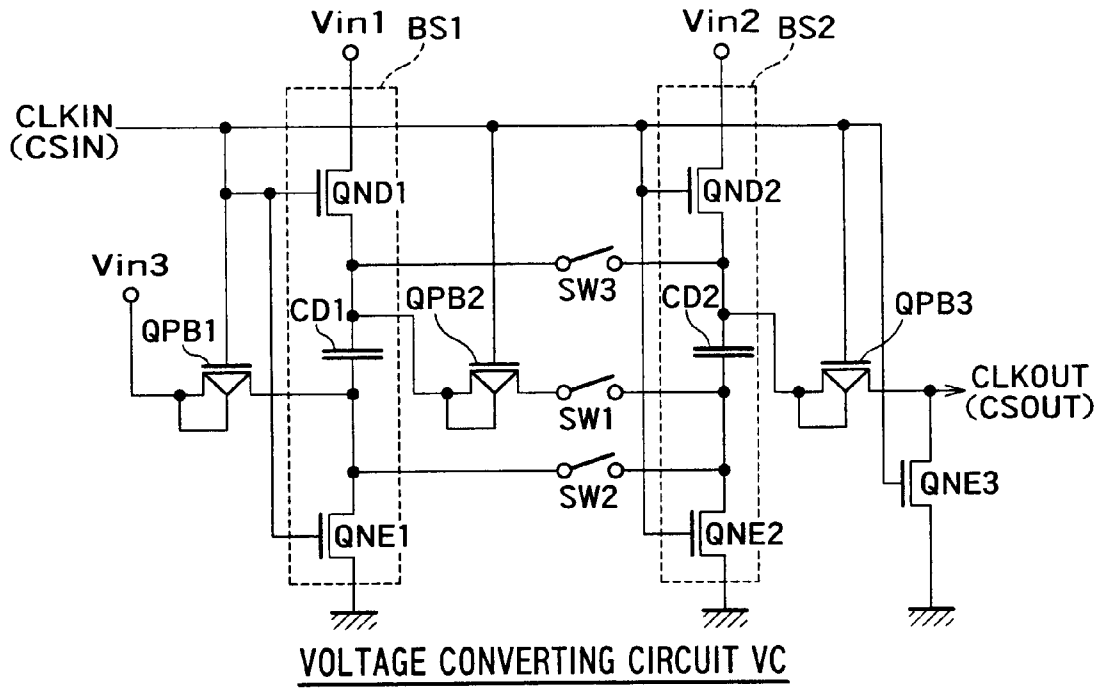 Vin1
BS1
Vin2
BS2
CLKIN
(CSIN)
QND1
QND2
Vin3
SW3
QPB1
CD1
QPB2
CD2
QPB3
SW1
CLKOUT
(CSOUT)
SW2
QNE3
QNE1
QNE2
VOLTAGE CONVERTING CIRCUIT VC